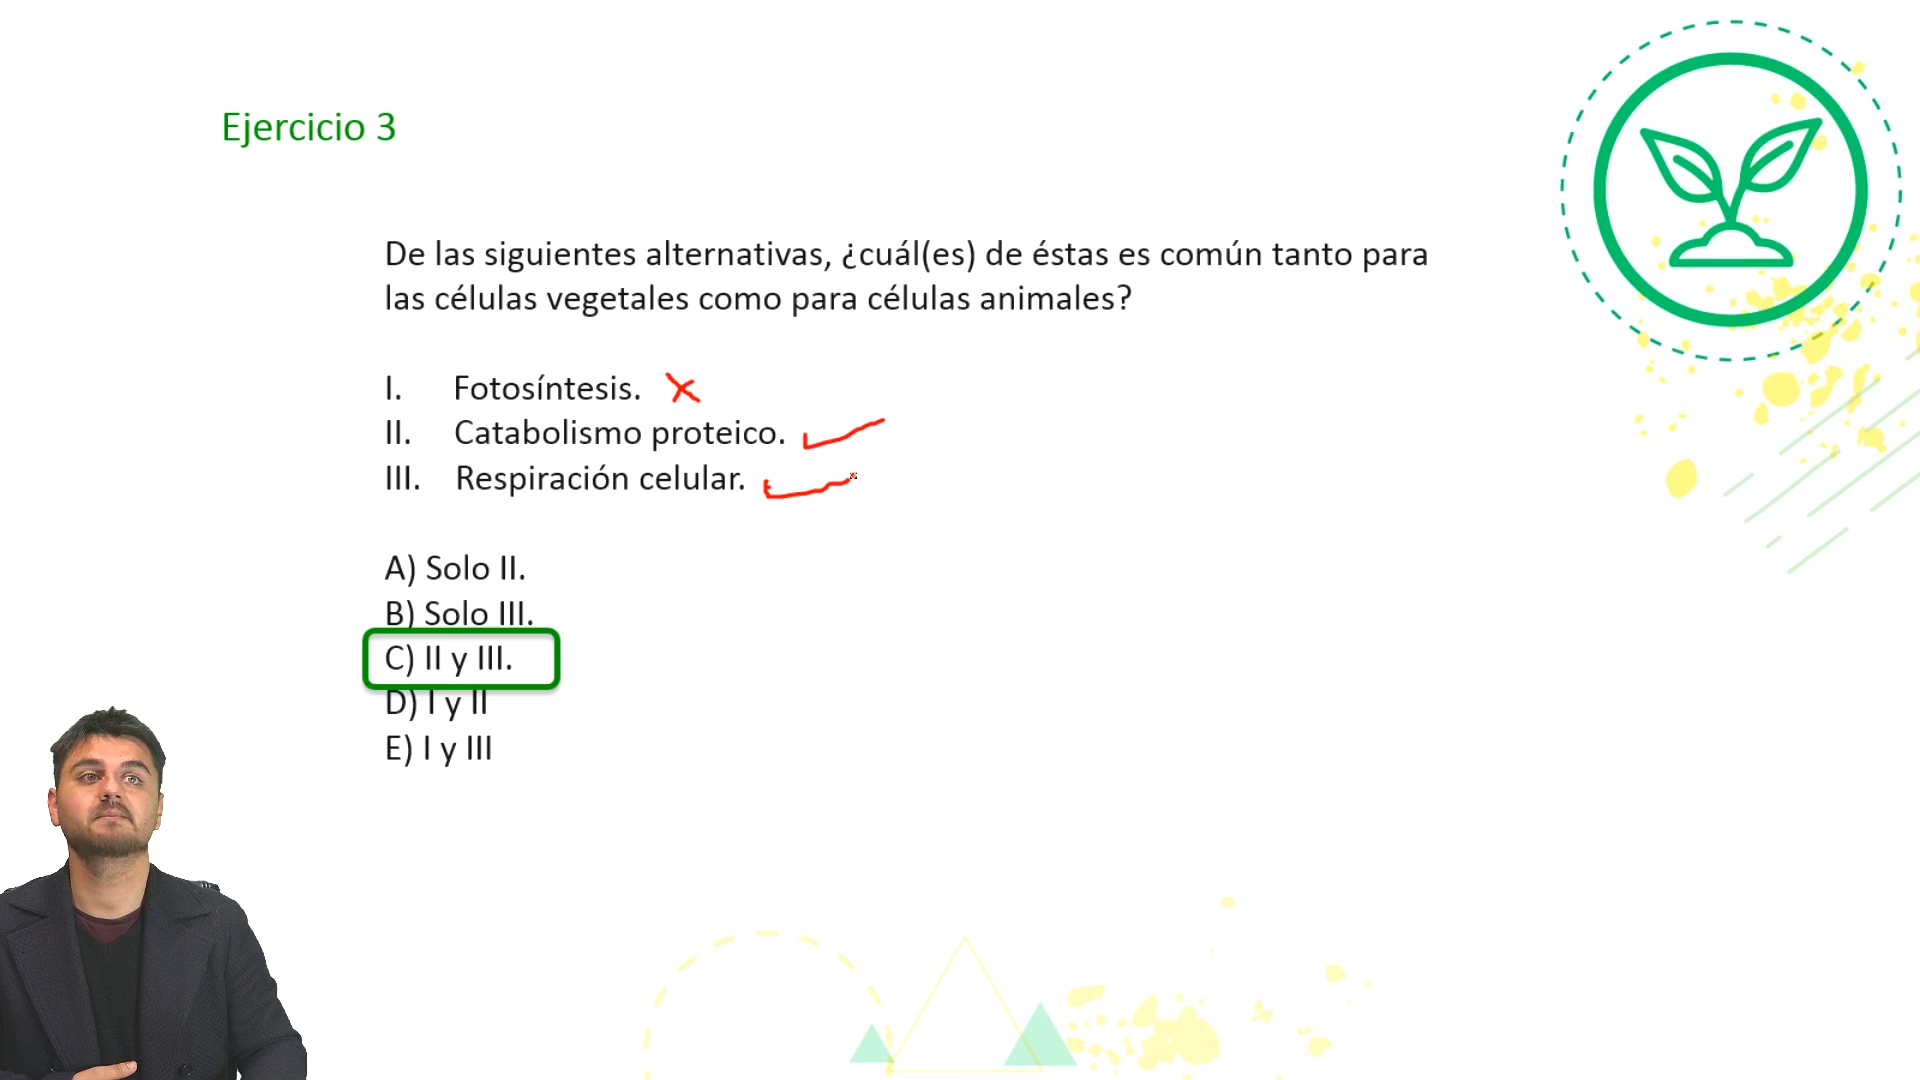 Ejercicio 3
De las siguientes alternativas, ¿cuál(es) de éstas es común tanto para
las células vegetales como para células animales?
I. Fotosíntesis.
II. Catabolismo proteico.
III. Respiración celular.
A) Solo II.
B) Solo III.
C) II y III.
D) I y II
E) I y III